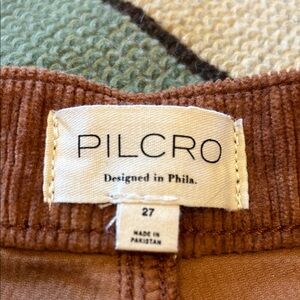 PILCRO
Designed in Phila.
27
MADE IN
PAKISTAN